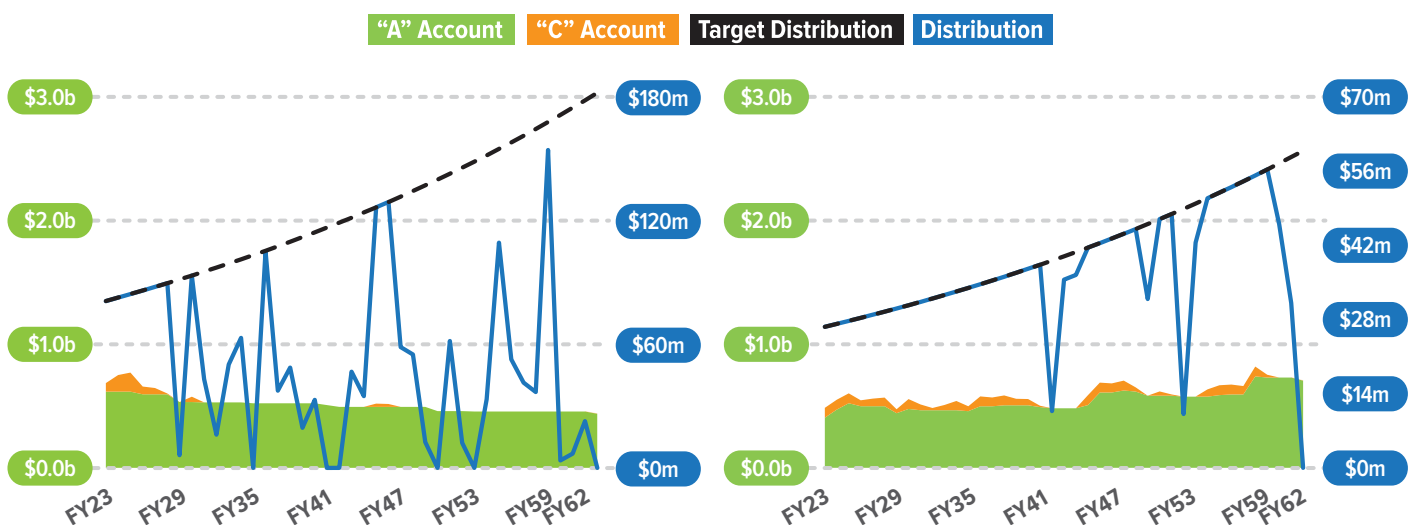 “A” Account “C” Account Target Distribution Distribution
$3.0b $180m $3.0b $70m
$56m
$2.0b $120m $2.0b
$42m
$1.0b $60m $1.0b $28m
$14m
$0.0b $0m $0.0b $0m
FY23 FY29 FY35 FY41 FY47 FY53 FY59 FY62 FY23 FY29 FY35 FY41 FY47 FY53 FY59 FY62